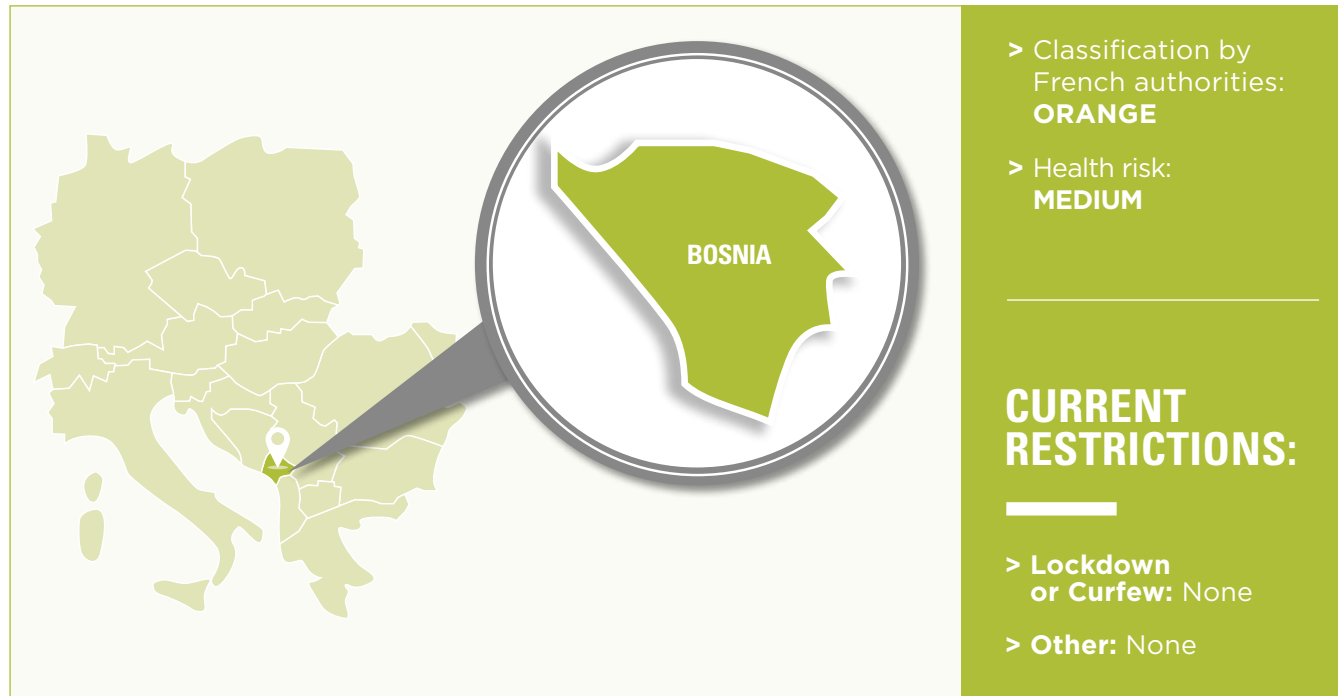 BOSNIA
> Classification by
French authorities:
ORANGE
> Health risk:
MEDIUM
CURRENT
RESTRICTIONS:
> Lockdown
or Curfew: None
> Other: None